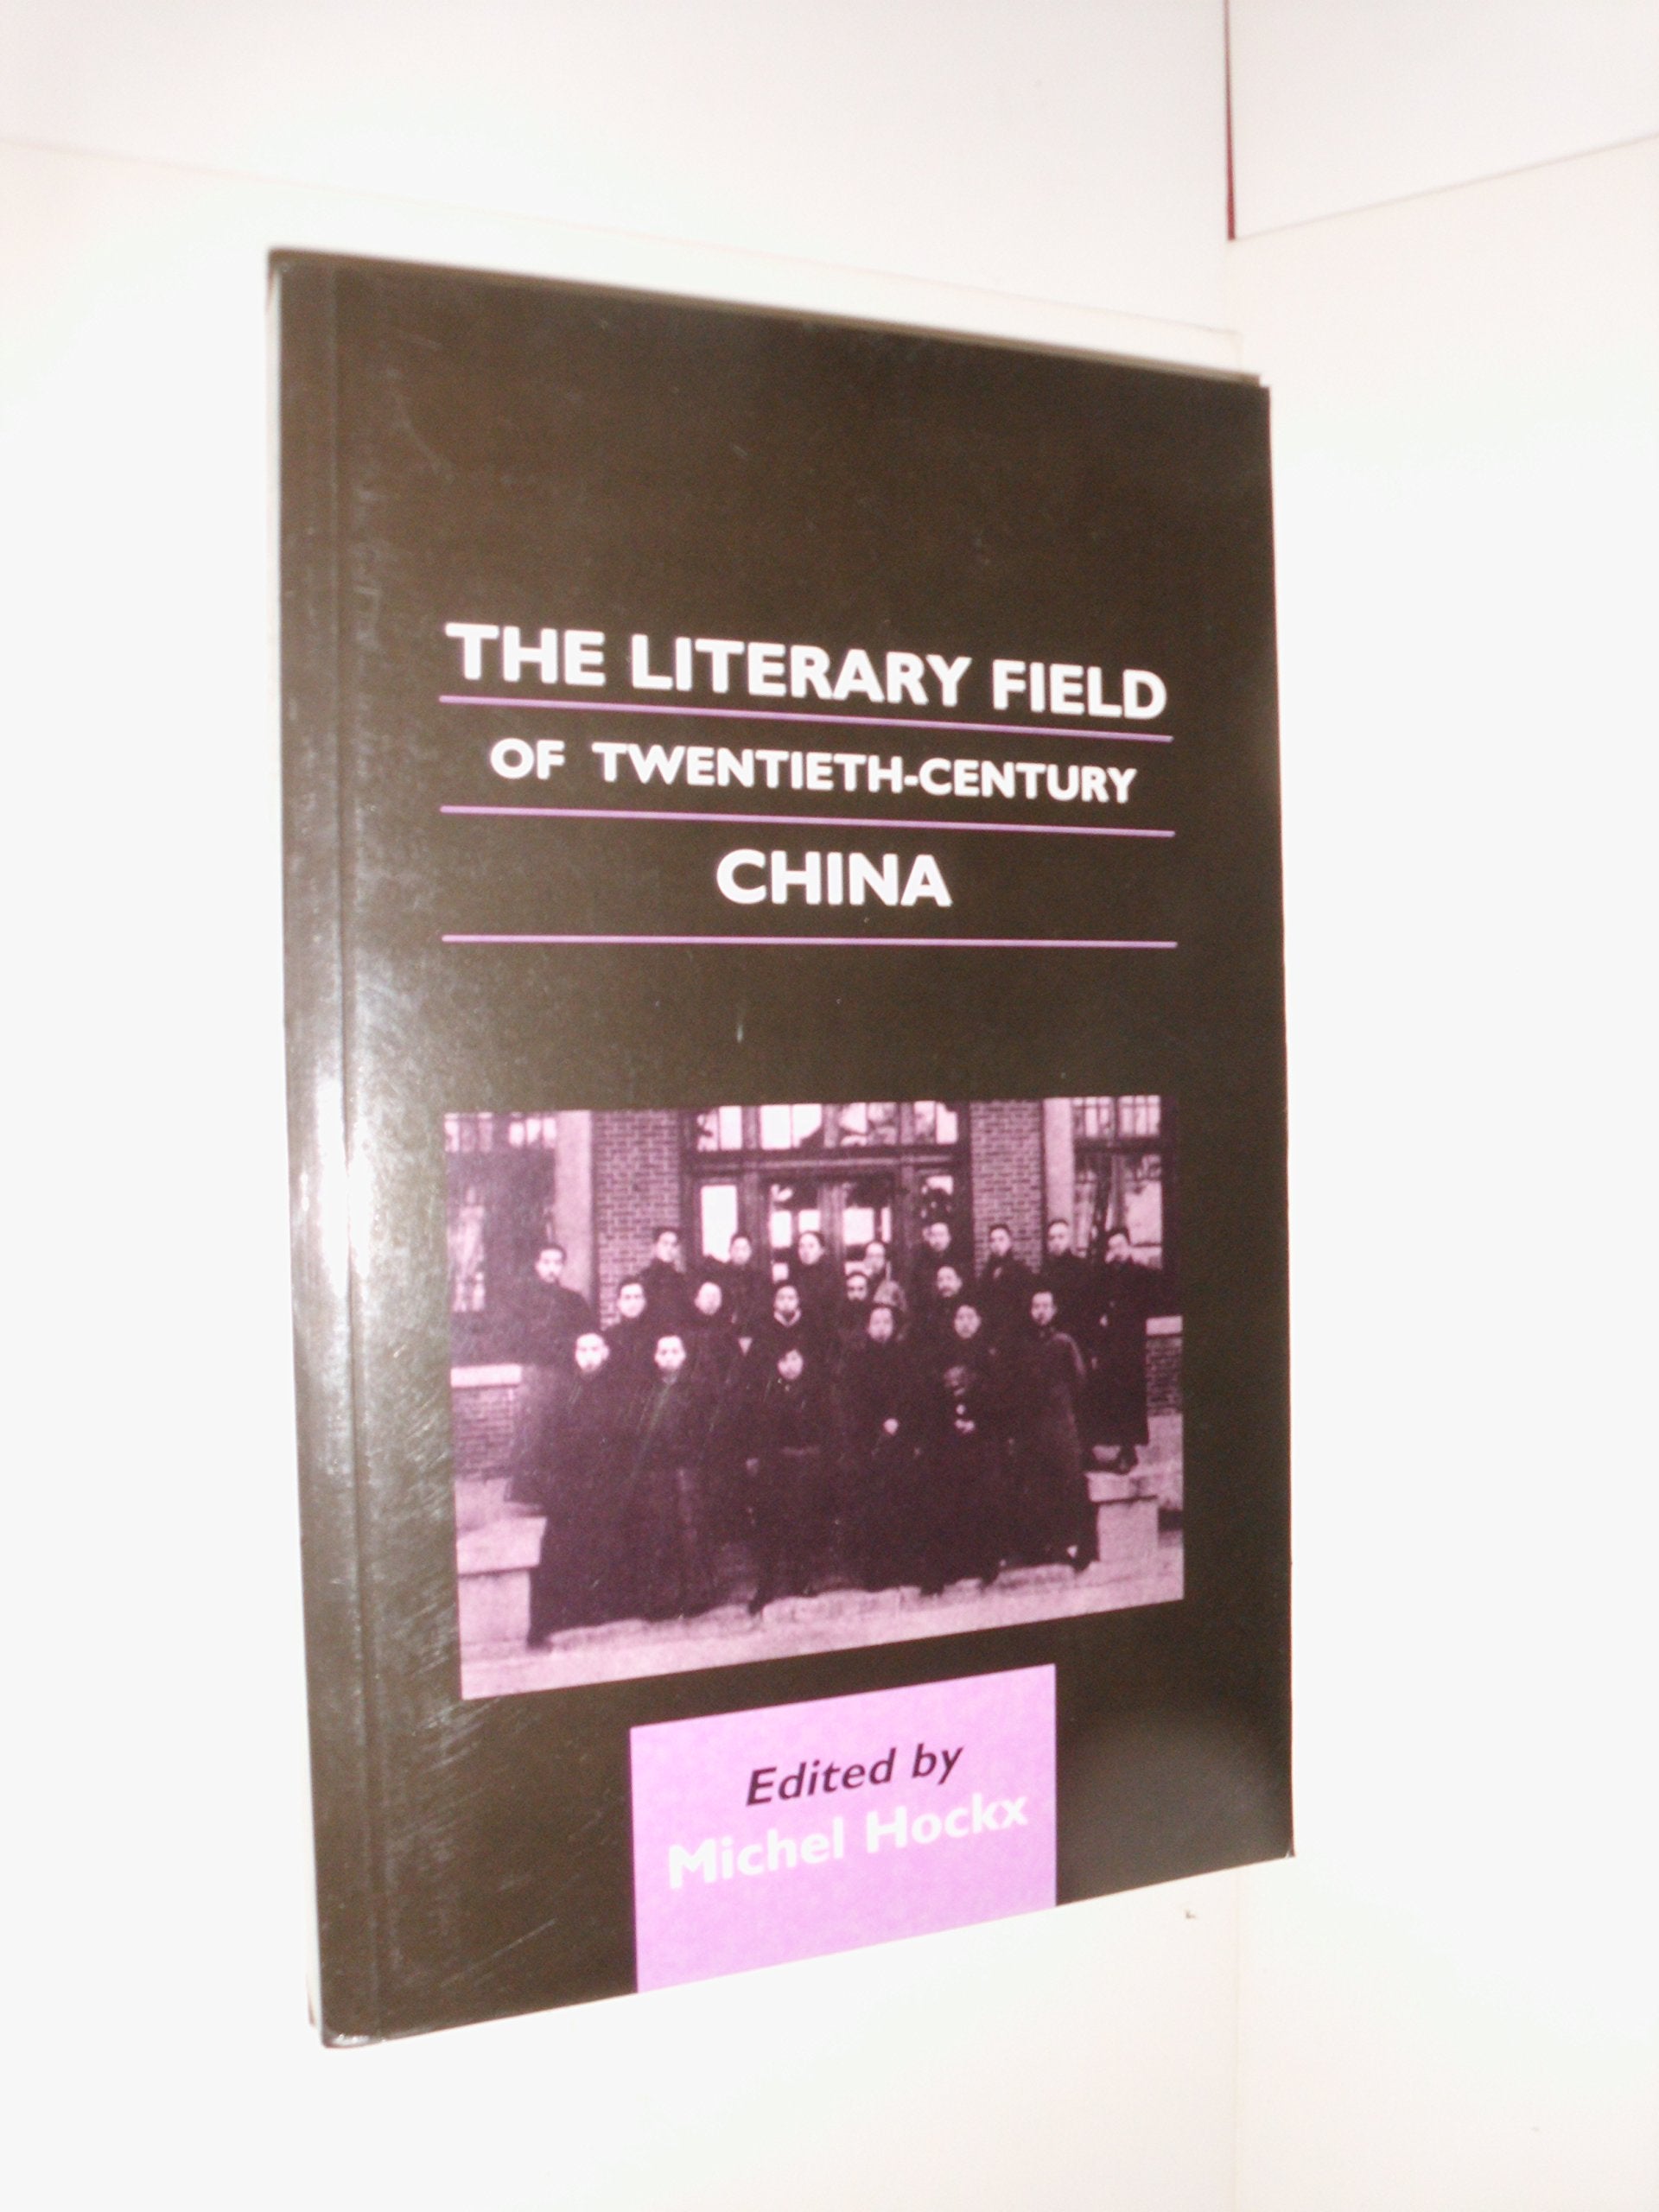 THE LITERARY FIELD
OF TWENTIETH-CENTURY
CHINA
Edited by
Michel Hockx